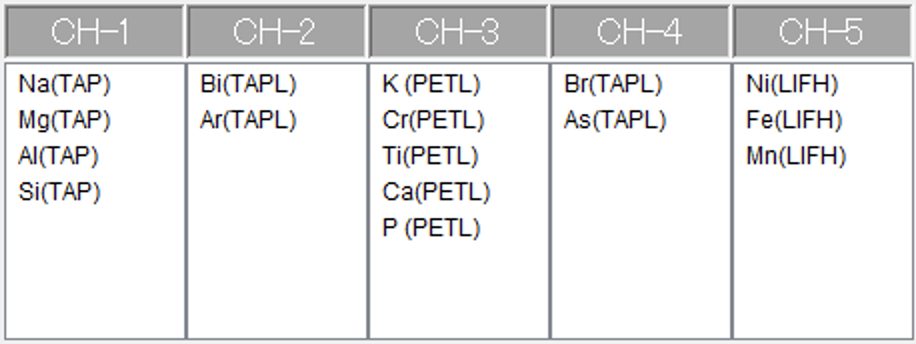 CH-1 CH-2 CH-3 CH-4 CH-5
Na(TAP) Bi(TAPL) K (PETL) Br(TAPL) Ni(LIFH)
Mg(TAP) Ar(TAPL) Cr(PETL) As(TAPL) Fe(LIFH)
Al(TAP) Ti(PETL) Mn(LIFH)
Si(TAP) Ca(PETL)
P (PETL)